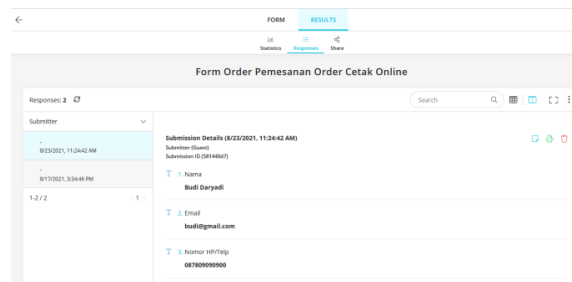 FORM RESULTS
Statistics Responses Share
Form Order Pemesanan Order Cetak Online
Responses: 2
Search
Submitter
-
8/23/2021, 11:24:42 AM
-
8/17/2021, 3:34:46 PM
1-2 / 2
1
Submission Details (8/23/2021, 11:24:42 AM)
Submitter (Guest)
Submission ID (581448d7)
1. Nama
Budi Daryadi
2. Email
budi@gmail.com
3. Nomor HP/Telp
087809090900